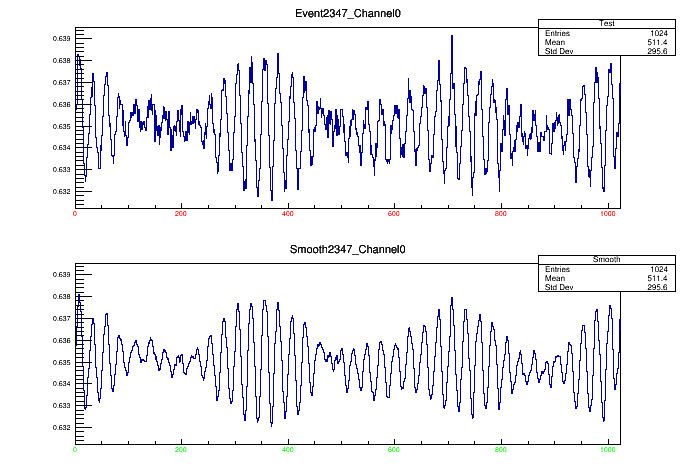 Event2347_Channel0
Test
Entries 1024
Mean 511.4
Std Dev 295.6
0.639
0.638
0.637
0.636
0.635
0.634
0.633
0.632
0 200 400 600 800 1000
Smooth2347_Channel0
Smooth
Entries 1024
Mean 511.4
Std Dev 295.6
0.639
0.638
0.637
0.636
0.635
0.634
0.633
0.632
0 200 400 600 800 1000